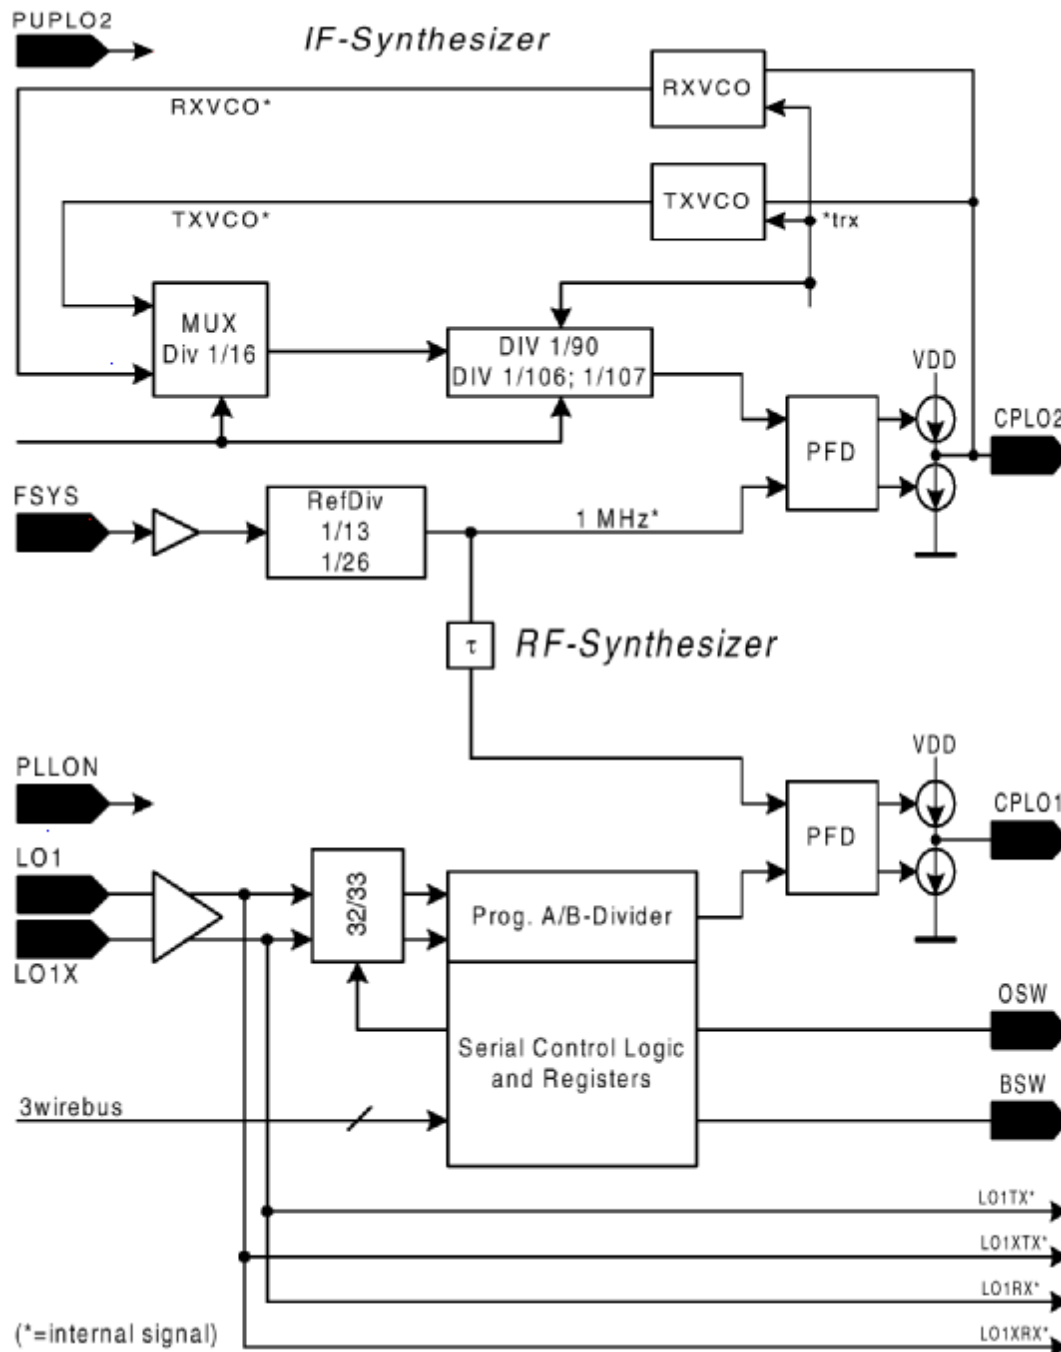 PUPLO2
IF-Synthesizer
RXVCO
RXVCO*
TXVCO
TXVCO*
*trx
MUX
Div 1/16
DIV 1/90
DIV 1/106; 1/107
VDD
CPLO2
PFD
FSYS
RefDiv
1/13
1/26
1 MHz*
τ
RF-Synthesizer
PLLON
VDD
CPLO1
PFD
LO1
LO1X
32/33
Prog. A/B-Divider
Serial Control Logic
and Registers
OSW
BSW
3wirebus
LO1TX*
LO1XTX*
LO1RX*
LO1XRX*
(*=internal signal)